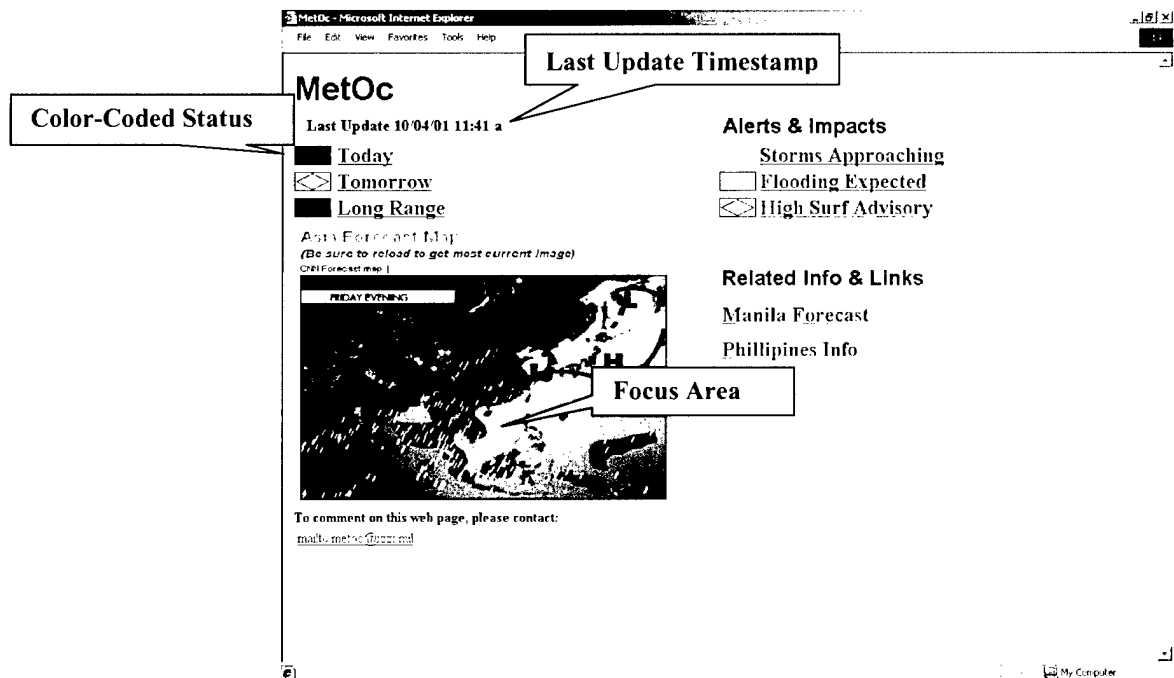 MetOc - Microsoft Internet Explorer
File Edit View Favorites Tools Help
Last Update Timestamp
MetOc
Color-Coded Status
Last Update 10/04/01 11:41 a
Today
Tomorrow
Long Range
Alerts & Impacts
Storms Approaching
Flooding Expected
High Surf Advisory
Asia Forecast Map
(Be sure to reload to get most current image)
CNN Forecast map |
FRIDAY EVENING
L
H
Focus Area
Related Info & Links
Manila Forecast
Phillipines Info
To comment on this web page, please contact:
My Computer